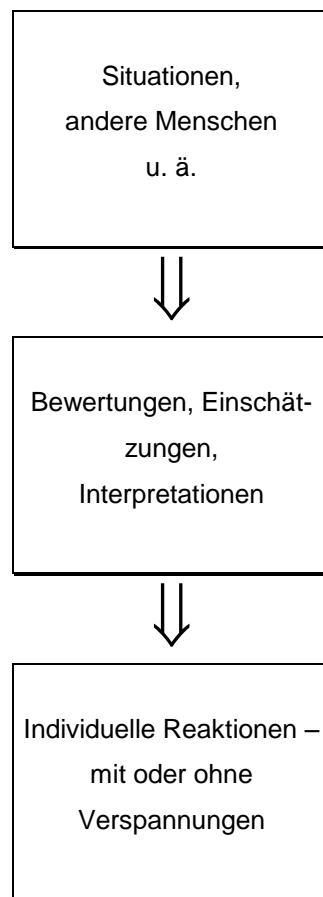 Situationen,
andere Menschen
u. ä.
Bewertungen, Einschät-
zungen,
Interpretationen
Individuelle Reaktionen –
mit oder ohne
Verspannungen